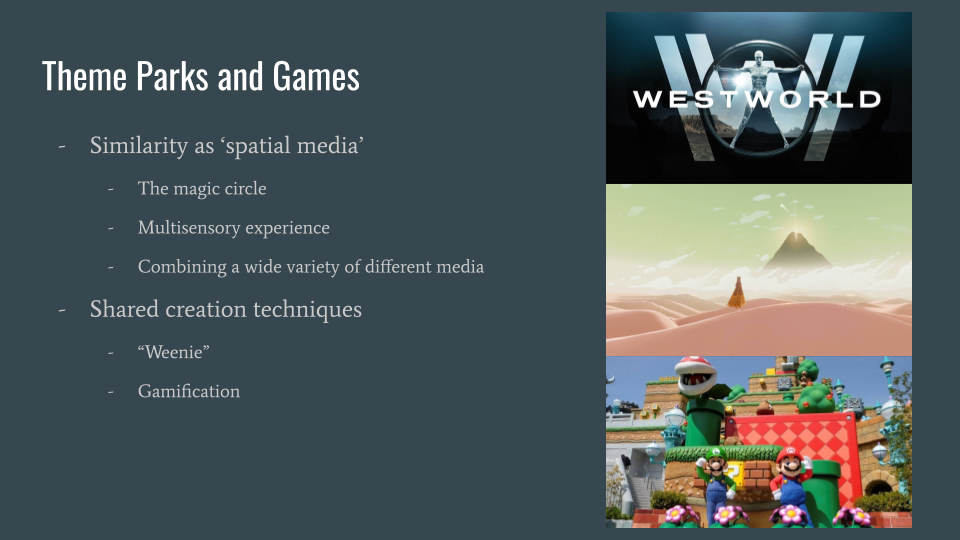 Theme Parks and Games
- Similarity as ‘spatial media’
- The magic circle
- Multisensory experience
- Combining a wide variety of different media
- Shared creation techniques
- “Weenie”
- Gamification
WESTWORLD
?